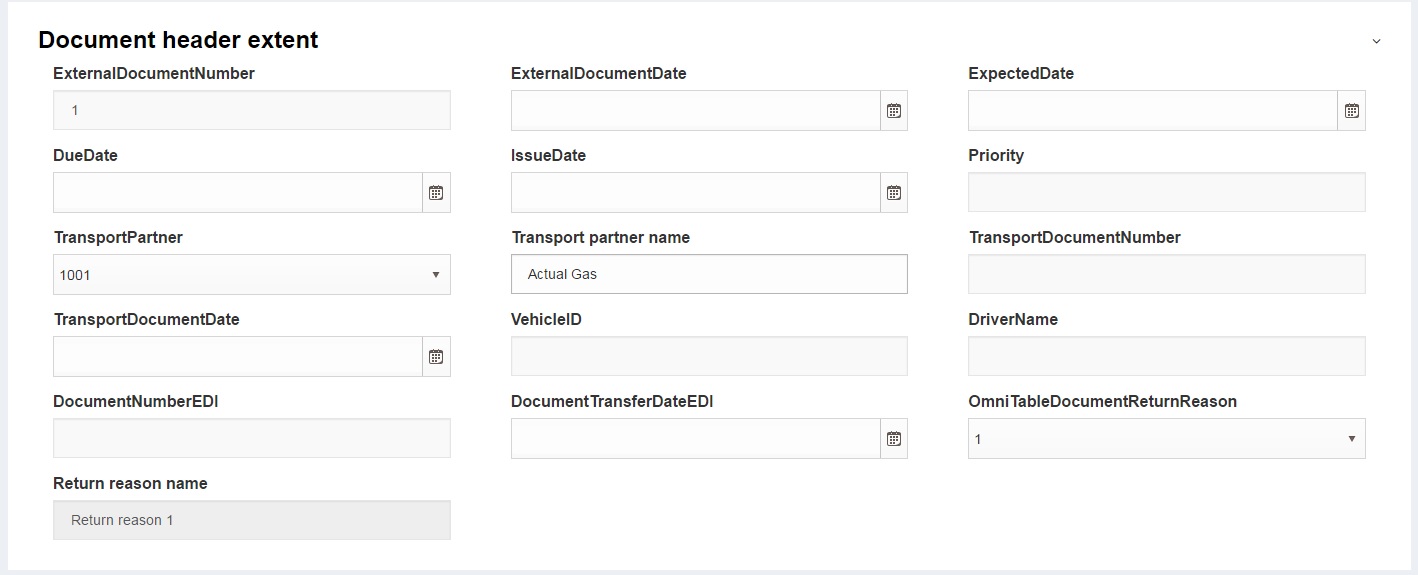 Document header extent
ExternalDocumentNumber
ExternalDocumentDate
ExpectedDate
1
DueDate
IssueDate
Priority
TransportPartner
Transport partner name
TransportDocumentNumber
1001
Actual Gas
TransportDocumentDate
VehicleID
DriverName
DocumentNumberEDI
DocumentTransferDateEDI
OmniTableDocumentReturnReason
1
Return reason name
Return reason 1